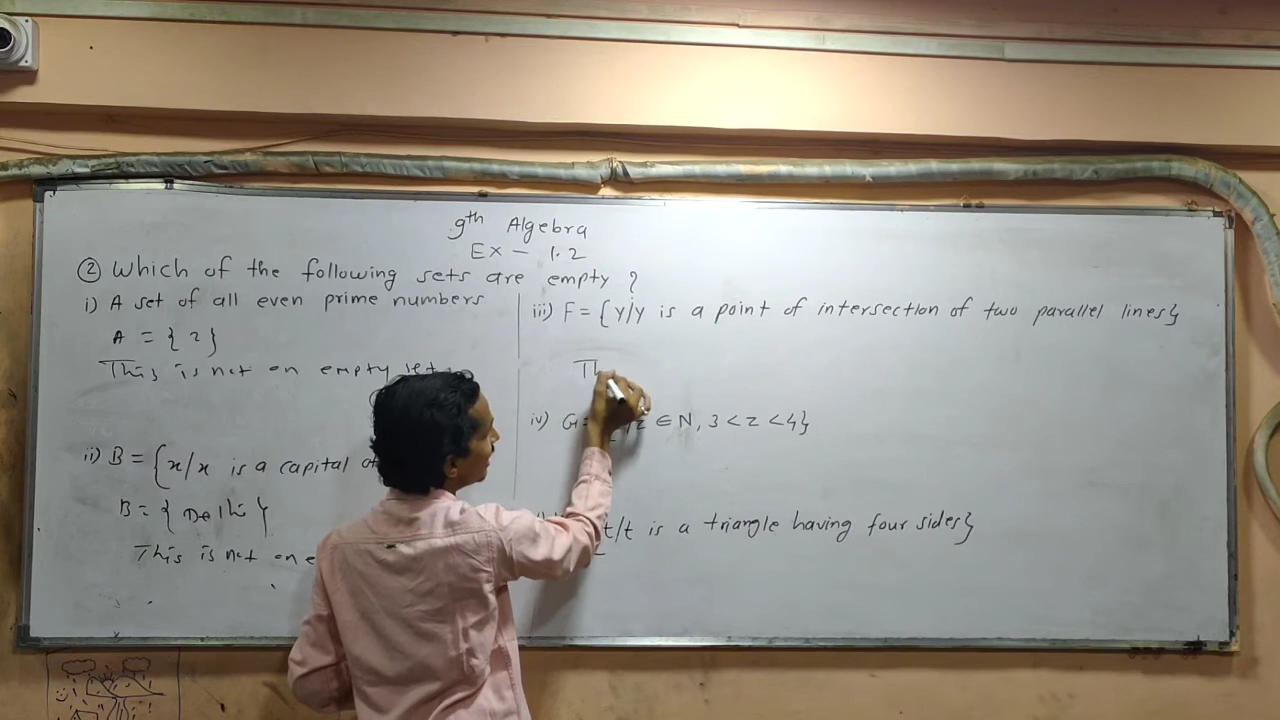 9th Algebra
Ex - 1.2
② Which of the following sets are empty ?
i) A set of all even prime numbers
A = { 2 }
This is not an empty set
ii) B = {x/x is a capital of
B = { Delhi }
This is not an e
iii) F = {y/y is a point of intersection of two parallel lines}
Th
iv) G = z ∈ N, 3 < z < 4}
t/t is a triangle having four sides}